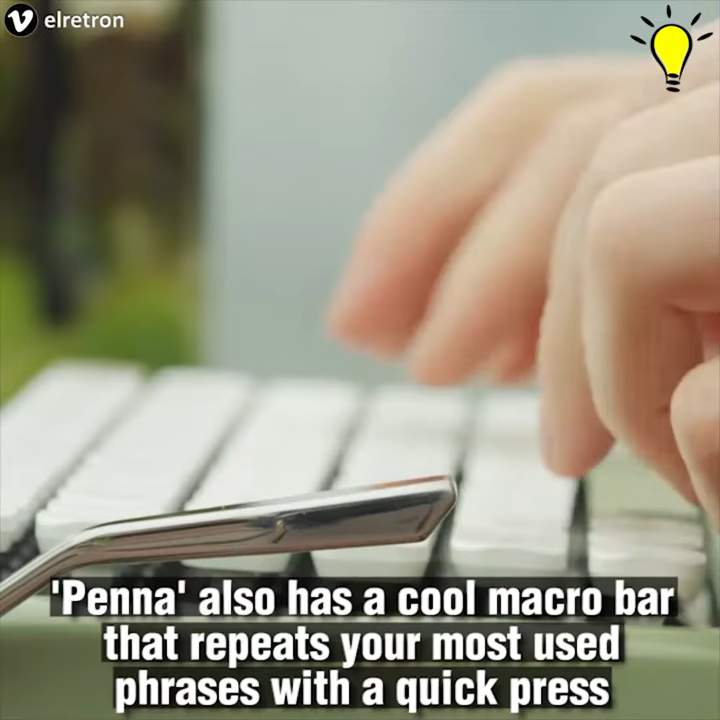 elretron
'Penna' also has a cool macro bar
that repeats your most used
phrases with a quick press